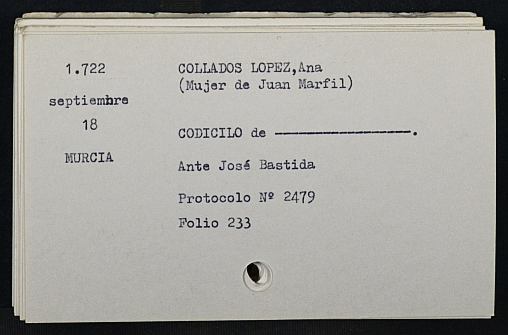 1.722
septiembre
18
MURCIA
COLLADOS LOPEZ,Ana
(Mujer de Juan Marfil)
CODICILO de ————————.
Ante José Bastida
Protocolo Nº 2479
Folio 233